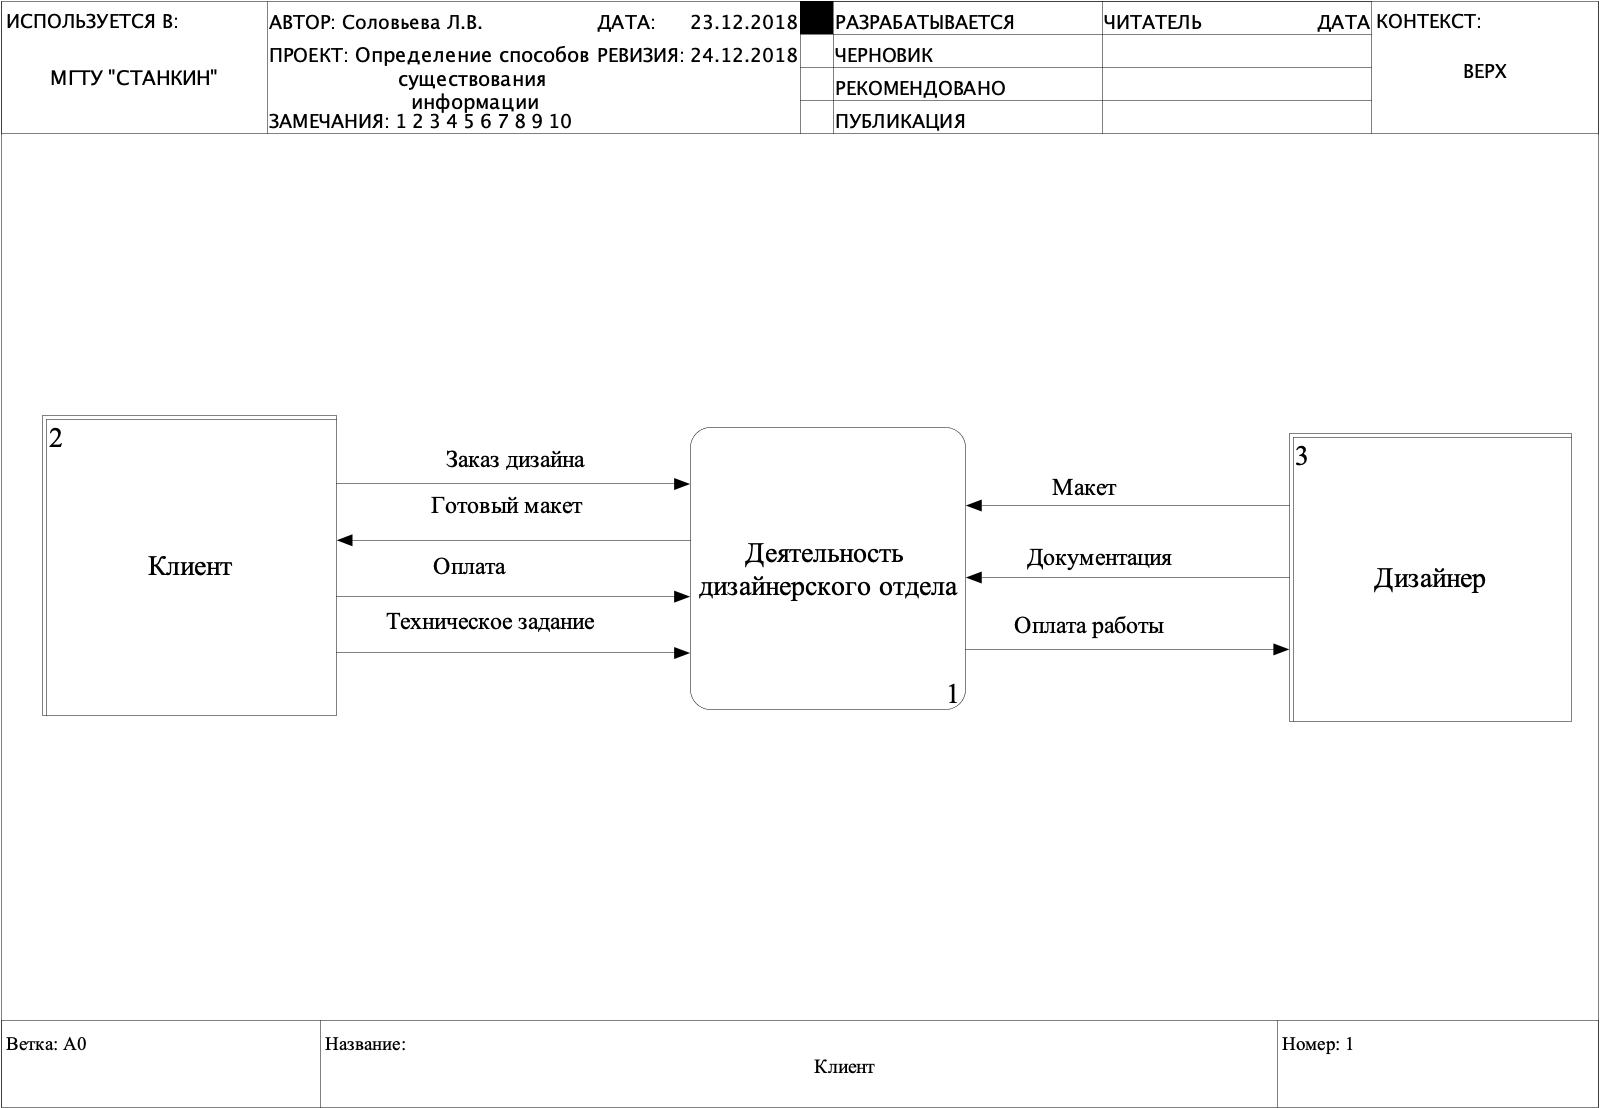 ИСПОЛЬЗУЕТСЯ В:
МГТУ "СТАНКИН"
АВТОР: Соловьева Л.В.
ДАТА: 23.12.2018
ПРОЕКТ: Определение способов
существования
информации
РЕВИЗИЯ: 24.12.2018
ЗАМЕЧАНИЯ: 1 2 3 4 5 6 7 8 9 10
РАЗРАБАТЫВАЕТСЯ
ЧЕРНОВИК
РЕКОМЕНДОВАНО
ПУБЛИКАЦИЯ
ЧИТАТЕЛЬ
ДАТА
КОНТЕКСТ:
ВЕРХ
2
Клиент
Заказ дизайна
Готовый макет
Оплата
Техническое задание
Деятельность
дизайнерского отдела
1
Макет
Документация
Оплата работы
3
Дизайнер
Ветка: A0
Название:
Клиент
Номер: 1